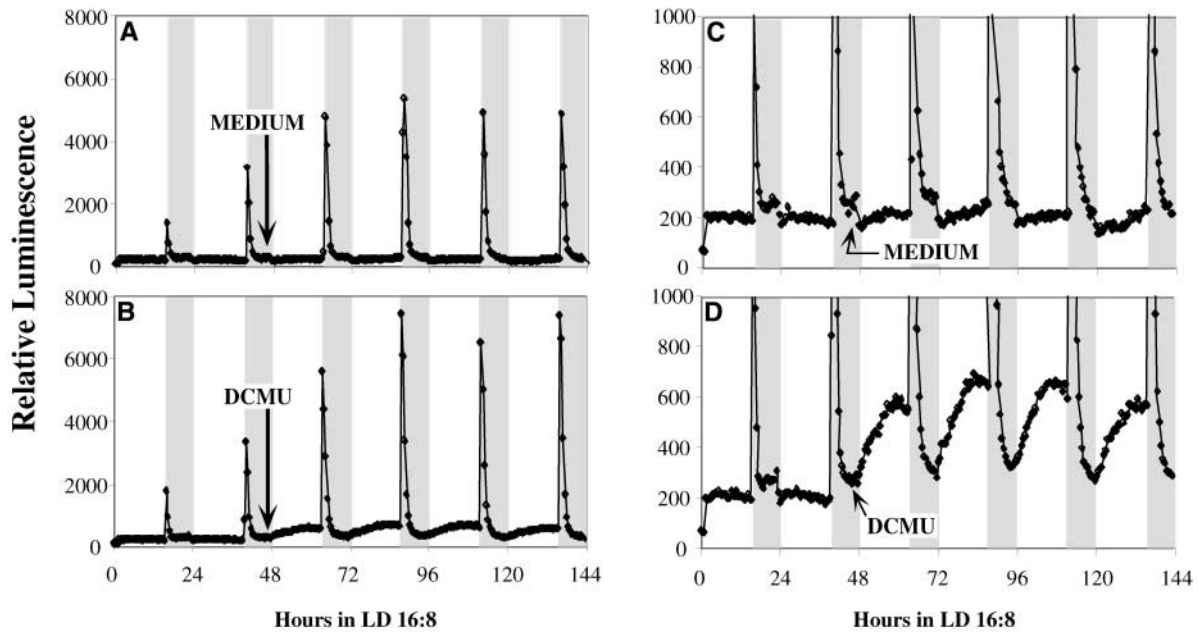 Relative Luminescence
A
8000
6000
4000
2000
0
MEDIUM
B
8000
6000
4000
2000
0
DCMU
0 24 48 72 96 120 144
Hours in LD 16:8
C
1000
800
600
400
200
0
MEDIUM
D
1000
800
600
400
200
0
DCMU
0 24 48 72 96 120 144
Hours in LD 16:8